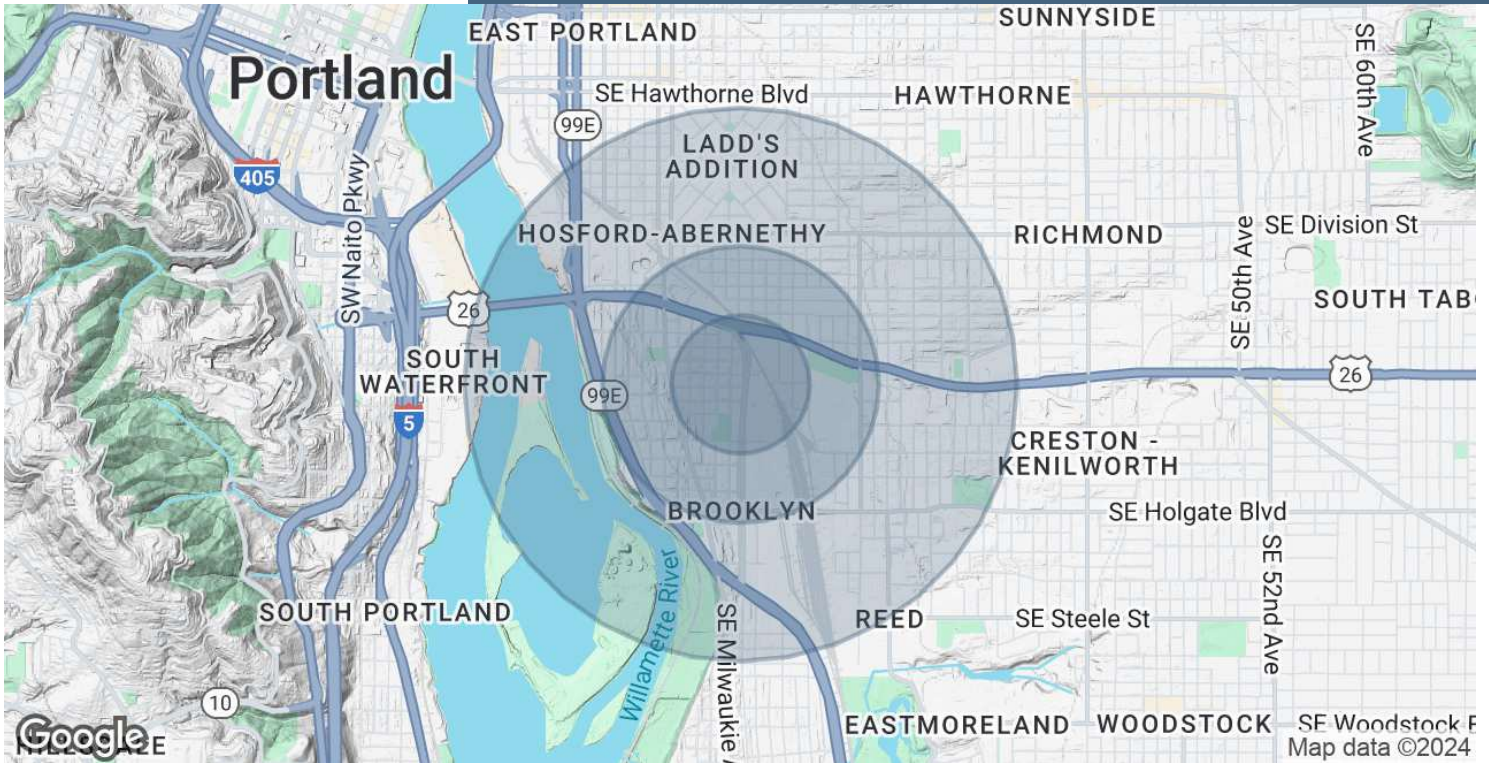 SUNNYSIDE
EAST PORTLAND
SE 60th Ave
Portland
SE Hawthorne Blvd
HAWTHORNE
99E
LADD'S
ADDITION
405
SW Naito Pkwy
HOSFORD-ABERNETHY
RICHMOND
SE Division St
SE 50th Ave
26
SOUTH TAB
SOUTH
WATERFRONT
26
99E
5
CRESTON -
KENILWORTH
BROOKLYN
SE Holgate Blvd
SE 52nd Ave
Willamette River
SE Milwaukie A
SOUTH PORTLAND
REED
SE Steele St
10
EASTMORELAND
WOODSTOCK
SE Woodstock B
Google
Map data ©2024